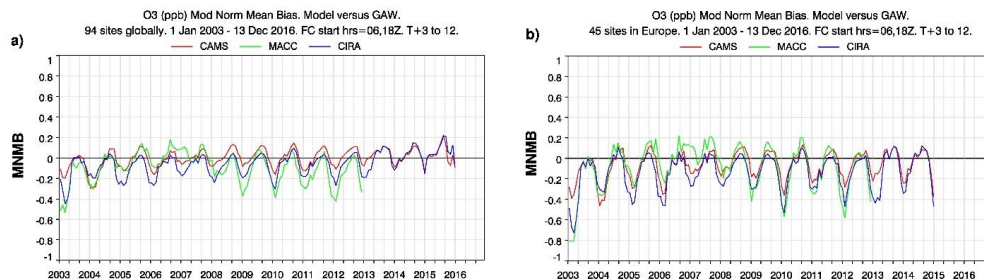 a)
O3 (ppb) Mod Norm Mean Bias. Model versus GAW.
94 sites globally. 1 Jan 2003 - 13 Dec 2016. FC start hrs=06,18Z. T+3 to 12.
CAMS MACC CIRA
MNMB
1
0.8
0.6
0.4
0.2
0
-0.2
-0.4
-0.6
-0.8
-1
2003 2004 2005 2006 2007 2008 2009 2010 2011 2012 2013 2014 2015 2016
b)
O3 (ppb) Mod Norm Mean Bias. Model versus GAW.
45 sites in Europe. 1 Jan 2003 - 13 Dec 2016. FC start hrs=06,18Z. T+3 to 12.
CAMS MACC CIRA
MNMB
1
0.8
0.6
0.4
0.2
0
-0.2
-0.4
-0.6
-0.8
-1
2003 2004 2005 2006 2007 2008 2009 2010 2011 2012 2013 2014 2015 2016